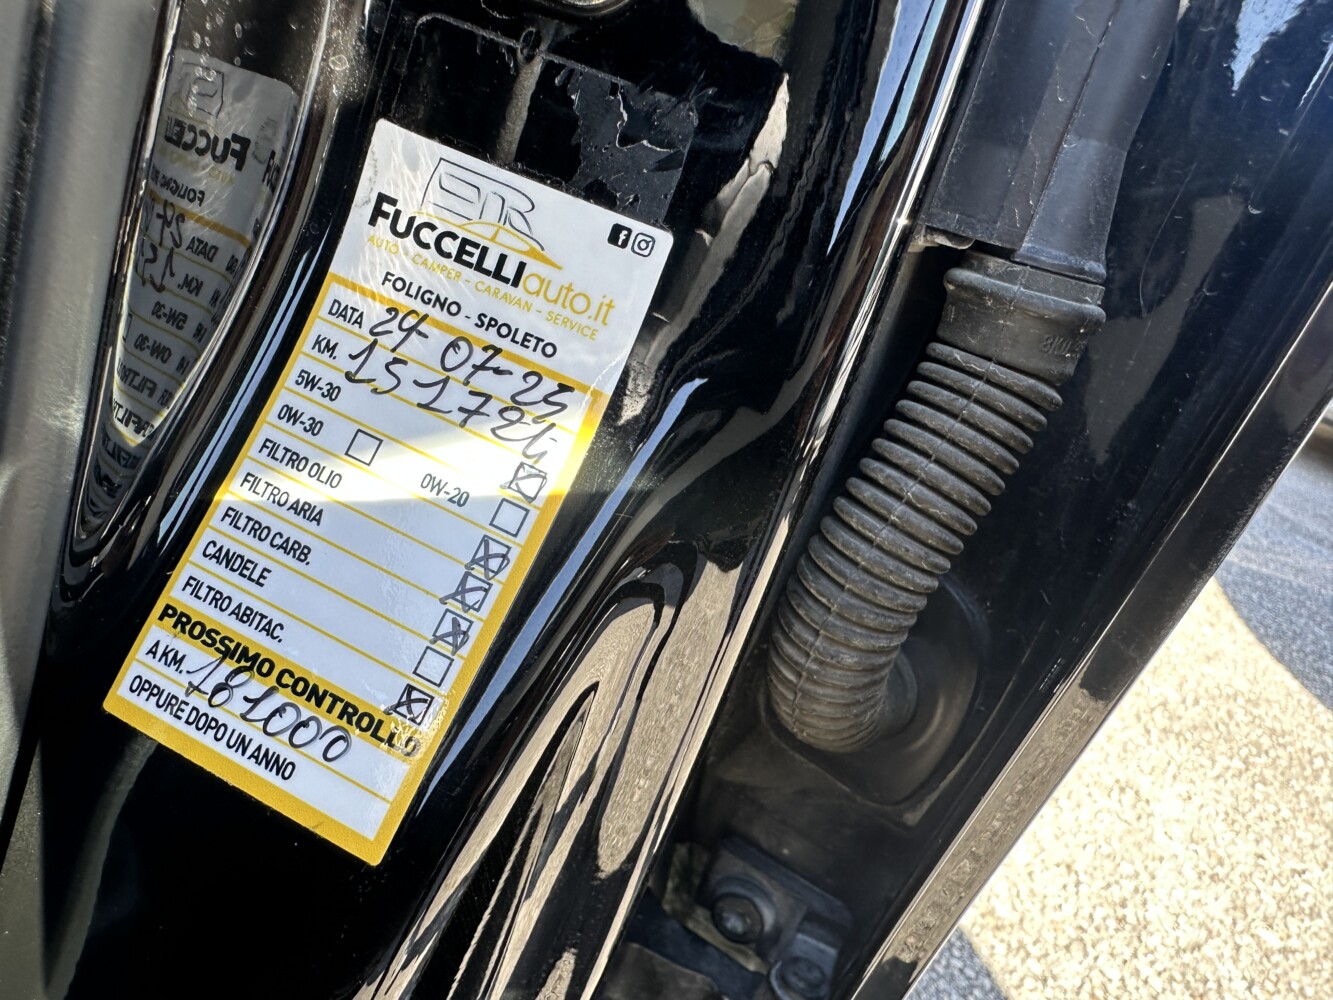 FUCCELLIauto.it
AUTO - CAMPER - CARAVAN - SERVICE
FOLIGNO - SPOLETO
DATA 24-07-25
KM. 151784
5W-30
0W-30 0W-20
FILTRO OLIO
FILTRO ARIA
FILTRO CARB.
CANDELE
FILTRO ABITAC.
PROSSIMO CONTROLLO
A KM. 181000
OPPURE DOPO UN ANNO